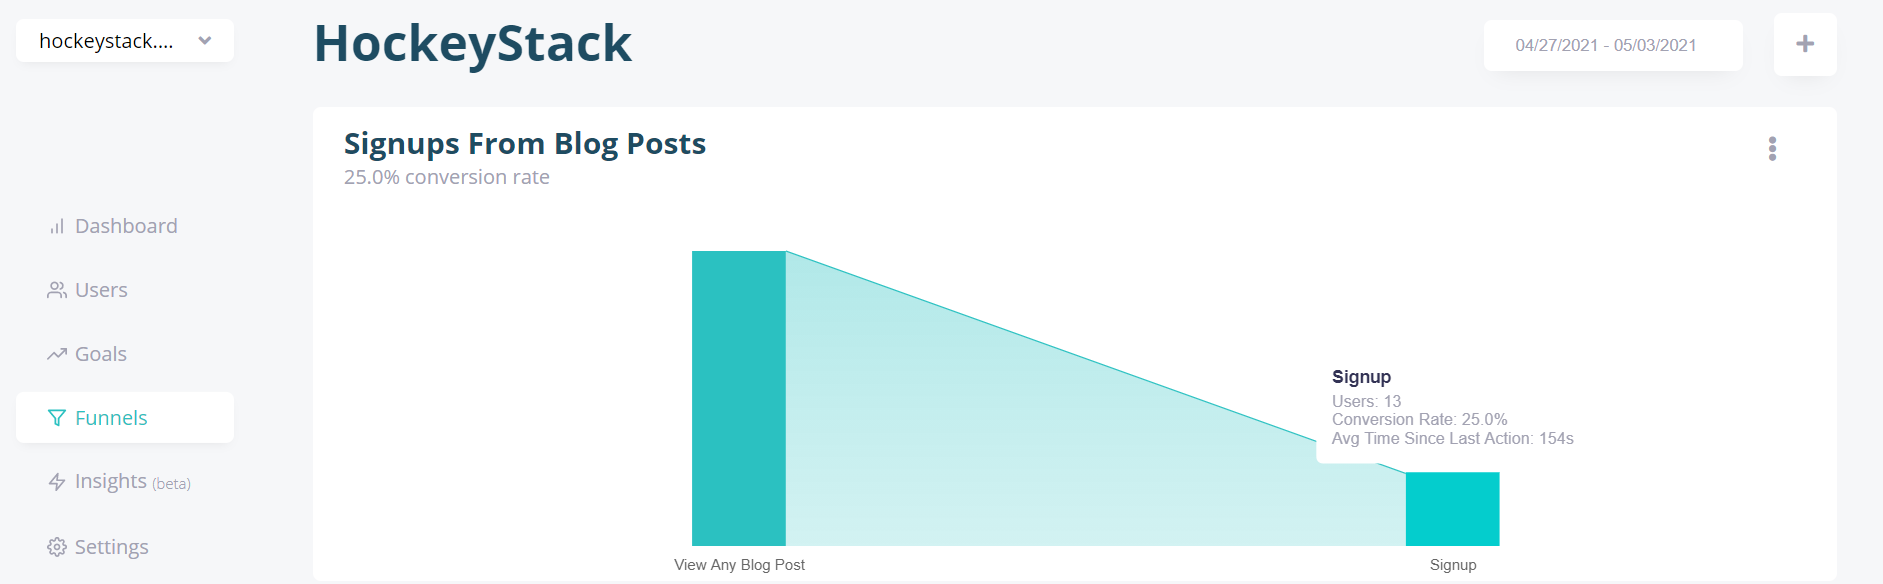 hockeystack....
HockeyStack
04/27/2021 - 05/03/2021
Signups From Blog Posts
25.0% conversion rate
Dashboard
Users
Goals
Funnels
Insights (beta)
Settings
Signup
Users: 13
Conversion Rate: 25.0%
Avg Time Since Last Action: 154s
View Any Blog Post
Signup